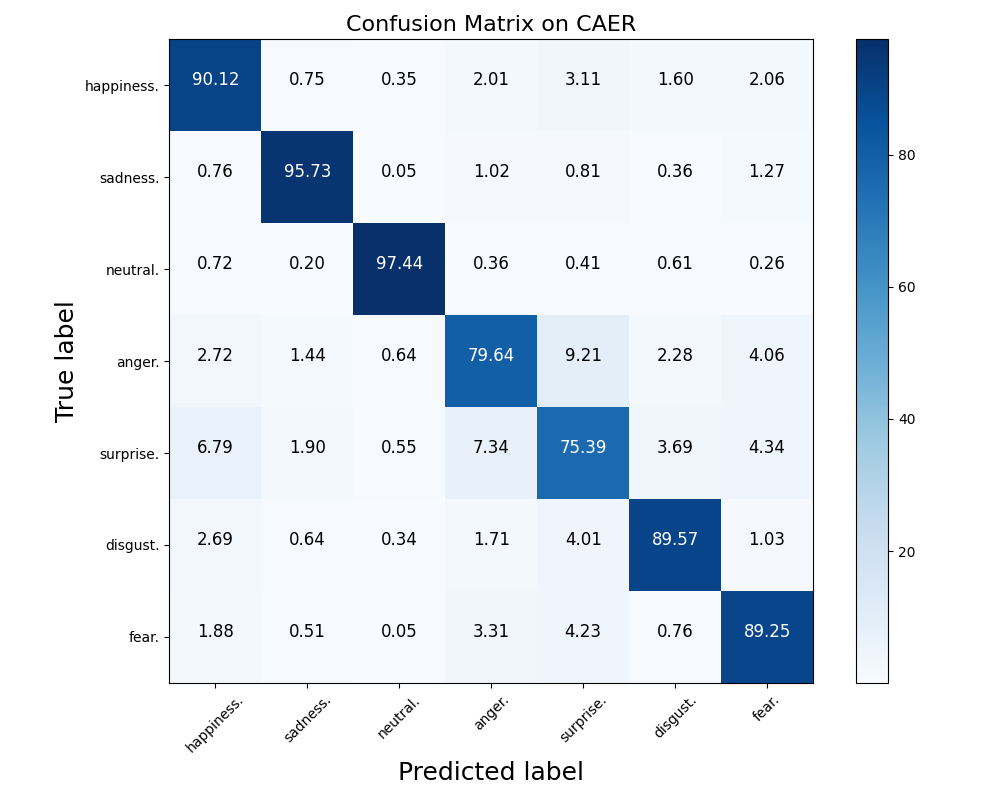 Confusion Matrix on CAER
happiness. 90.12 0.75 0.35 2.01 3.11 1.60 2.06
sadness. 0.76 95.73 0.05 1.02 0.81 0.36 1.27
neutral. 0.72 0.20 97.44 0.36 0.41 0.61 0.26
anger. 2.72 1.44 0.64 79.64 9.21 2.28 4.06
surprise. 6.79 1.90 0.55 7.34 75.39 3.69 4.34
disgust. 2.69 0.64 0.34 1.71 4.01 89.57 1.03
fear. 1.88 0.51 0.05 3.31 4.23 0.76 89.25
happiness. sadness. neutral. anger. surprise. disgust. fear.
Predicted label
True label
80
60
40
20